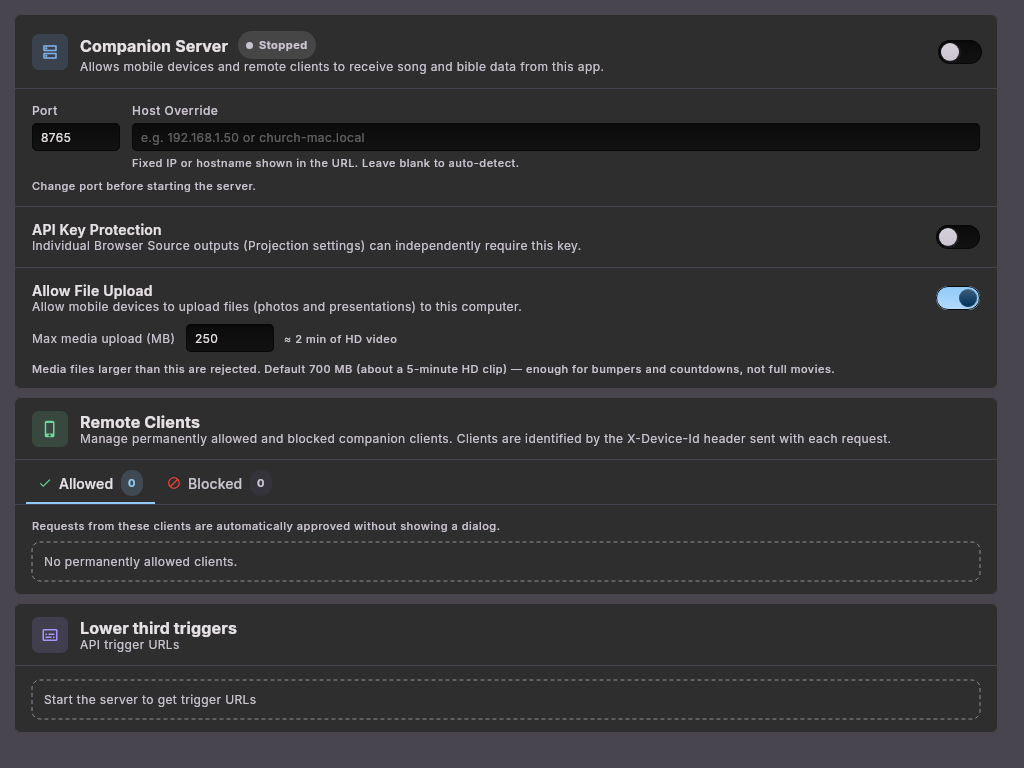 Companion Server
Stopped
Allows mobile devices and remote clients to receive song and bible data from this app.
Port
Host Override
8765
e.g. 192.168.1.50 or church-mac.local
Fixed IP or hostname shown in the URL. Leave blank to auto-detect.
Change port before starting the server.
API Key Protection
Individual Browser Source outputs (Projection settings) can independently require this key.
Allow File Upload
Allow mobile devices to upload files (photos and presentations) to this computer.
Max media upload (MB)
250
≈ 2 min of HD video
Media files larger than this are rejected. Default 700 MB (about a 5-minute HD clip) — enough for bumpers and countdowns, not full movies.
Remote Clients
Manage permanently allowed and blocked companion clients. Clients are identified by the X-Device-Id header sent with each request.
Allowed 0
Blocked 0
Requests from these clients are automatically approved without showing a dialog.
No permanently allowed clients.
Lower third triggers
API trigger URLs
Start the server to get trigger URLs